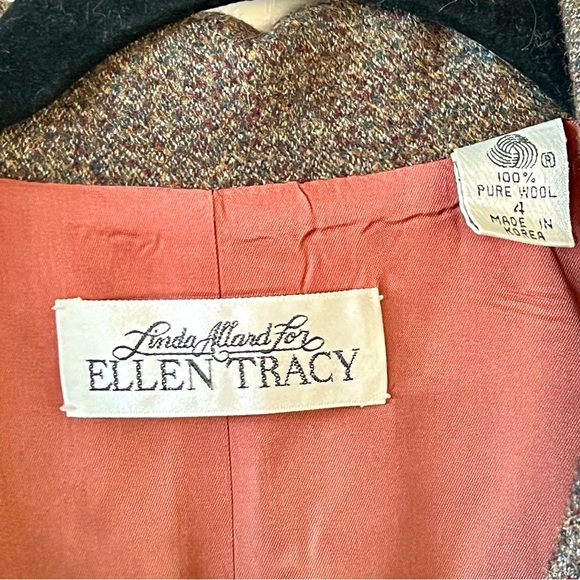 Linda Allard For
ELLEN TRACY
®
100%
PURE WOOL
4
MADE IN
KOREA